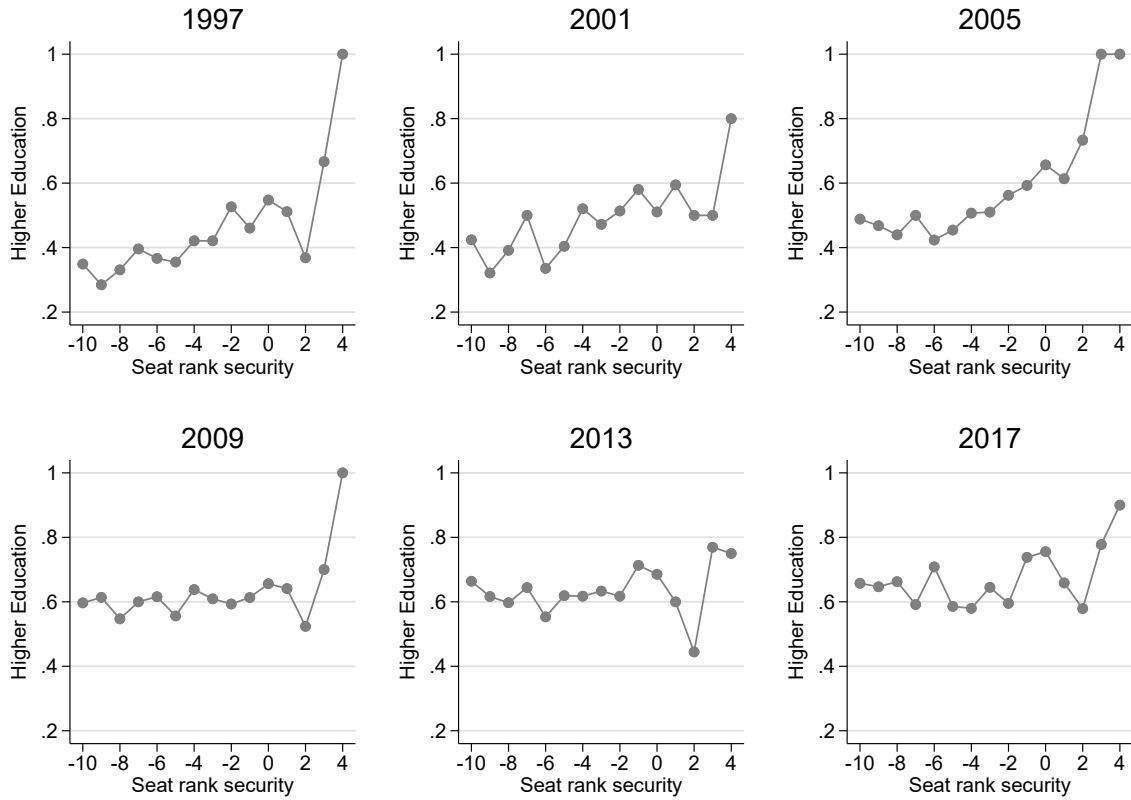 1997
Higher Education
1
.8
.6
.4
.2
-10 -8 -6 -4 -2 0 2 4
Seat rank security
2001
Higher Education
1
.8
.6
.4
.2
-10 -8 -6 -4 -2 0 2 4
Seat rank security
2005
Higher Education
1
.8
.6
.4
.2
-10 -8 -6 -4 -2 0 2 4
Seat rank security
2009
Higher Education
1
.8
.6
.4
.2
-10 -8 -6 -4 -2 0 2 4
Seat rank security
2013
Higher Education
1
.8
.6
.4
.2
-10 -8 -6 -4 -2 0 2 4
Seat rank security
2017
Higher Education
1
.8
.6
.4
.2
-10 -8 -6 -4 -2 0 2 4
Seat rank security